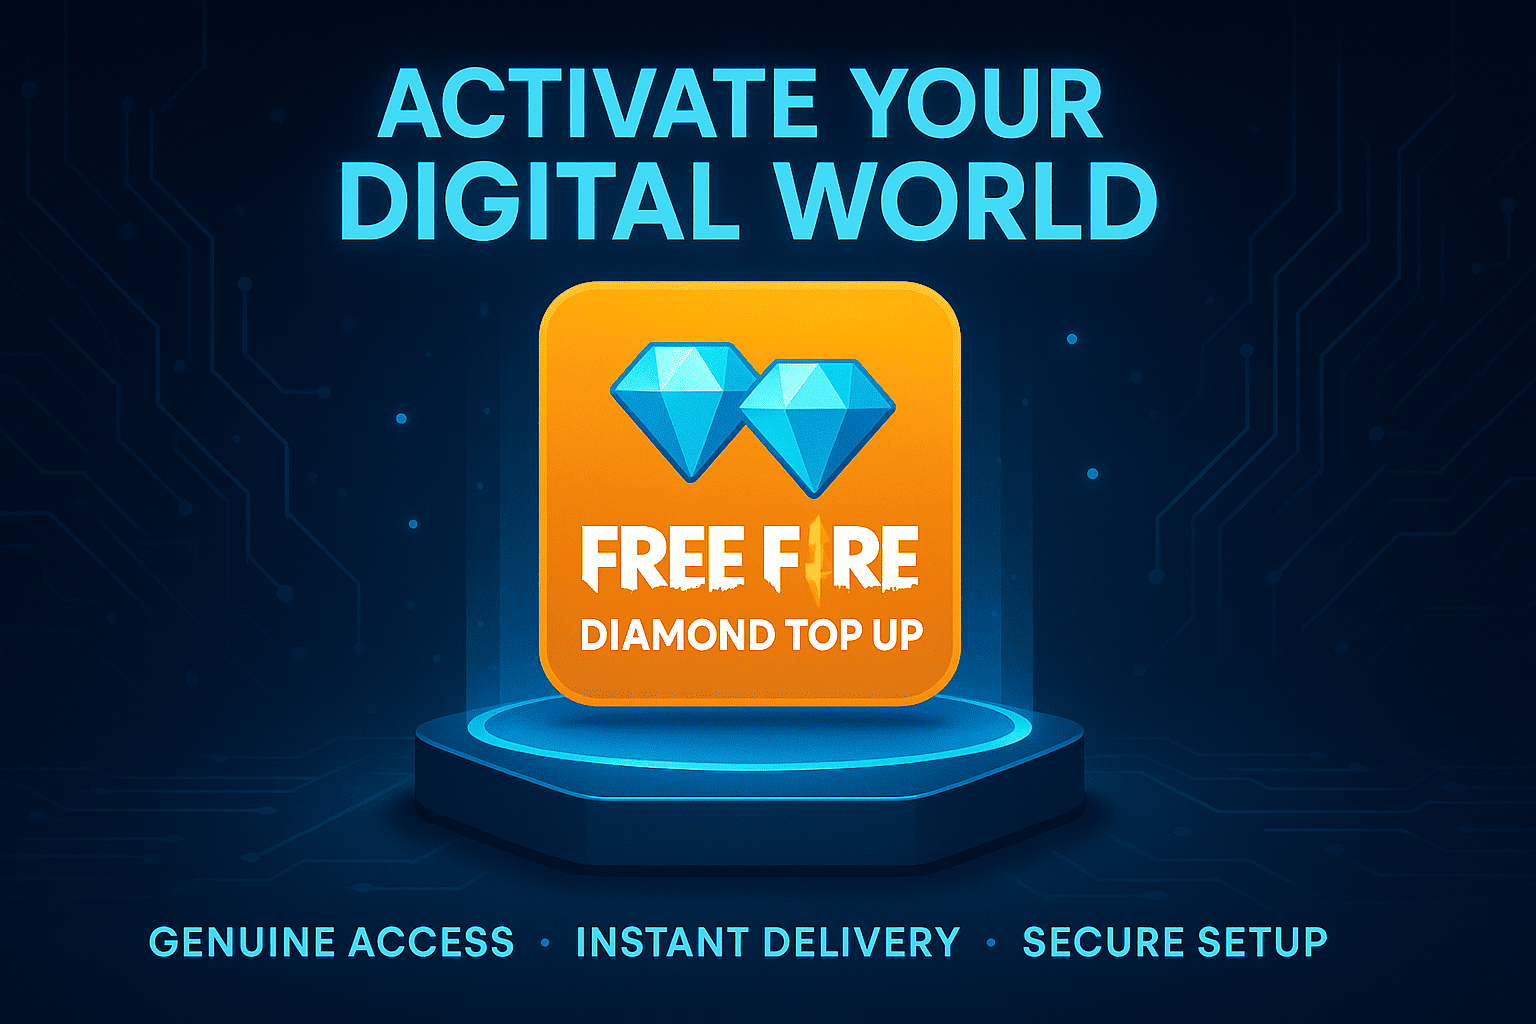 ACTIVATE YOUR
DIGITAL WORLD
FREE FIRE
DIAMOND TOP UP
GENUINE ACCESS · INSTANT DELIVERY · SECURE SETUP